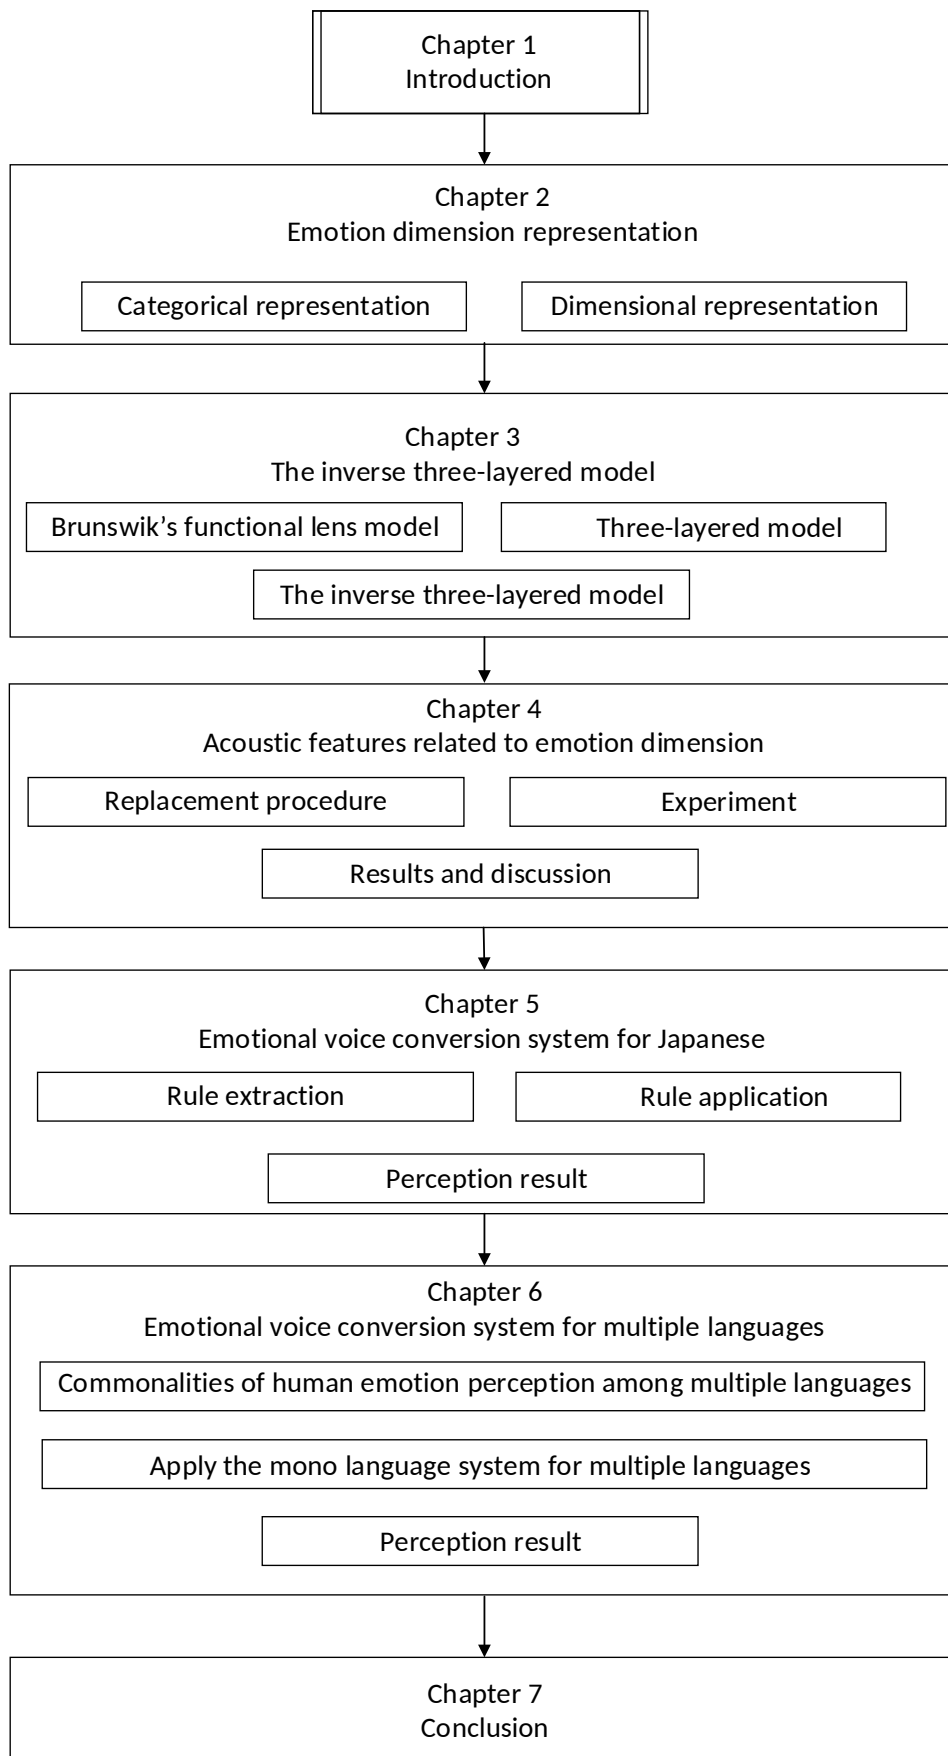 Chapter 1
Introduction
Chapter 2
Emotion dimension representation
Categorical representation
Dimensional representation
Chapter 3
The inverse three-layered model
Brunswik’s functional lens model
Three-layered model
The inverse three-layered model
Chapter 4
Acoustic features related to emotion dimension
Replacement procedure
Experiment
Results and discussion
Chapter 5
Emotional voice conversion system for Japanese
Rule extraction
Rule application
Perception result
Chapter 6
Emotional voice conversion system for multiple languages
Commonalities of human emotion perception among multiple languages
Apply the mono language system for multiple languages
Perception result
Chapter 7
Conclusion